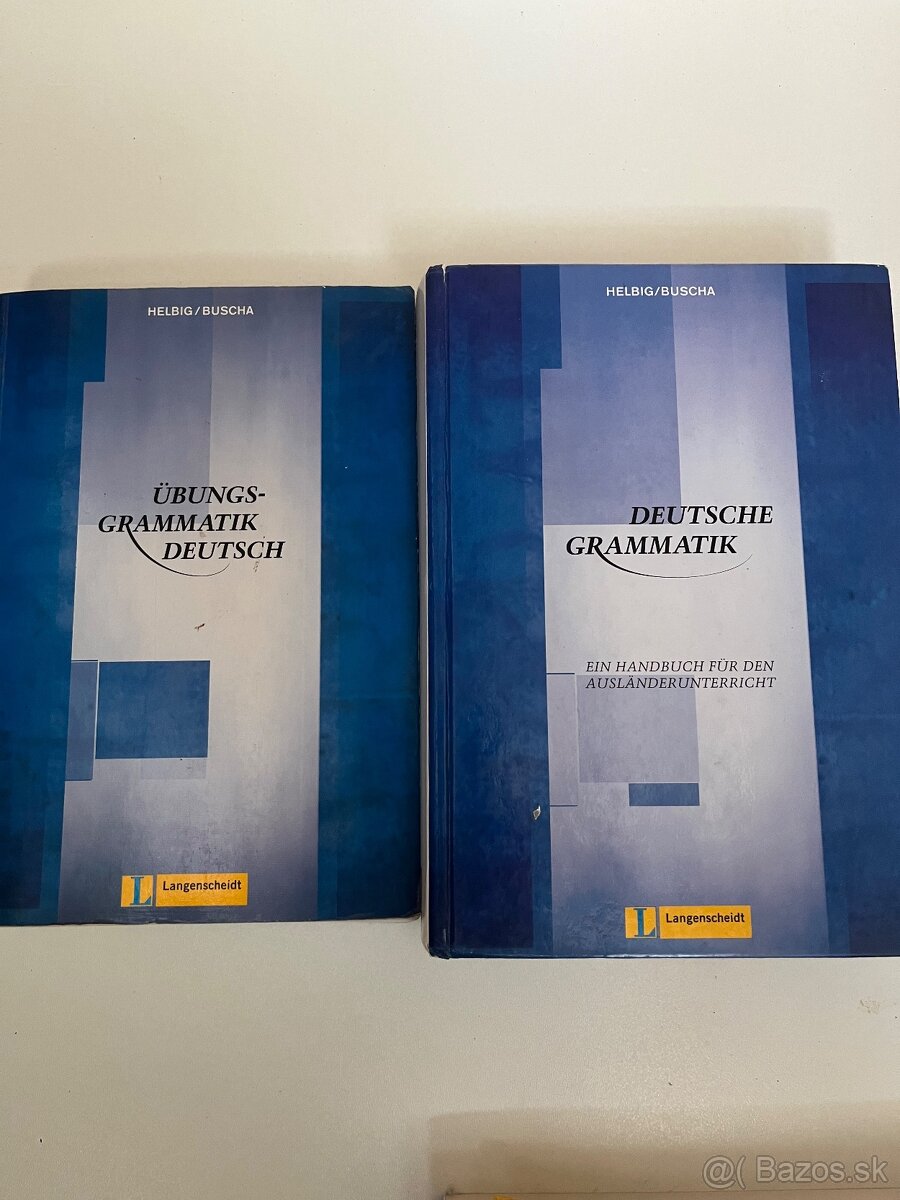 HELBIG/BUSCHA
ÜBUNGS-
GRAMMATIK
DEUTSCH
L Langenscheidt
HELBIG/BUSCHA
DEUTSCHE
GRAMMATIK
EIN HANDBUCH FÜR DEN
AUSLÄNDERUNTERRICHT
L Langenscheidt
@( Bazos.sk